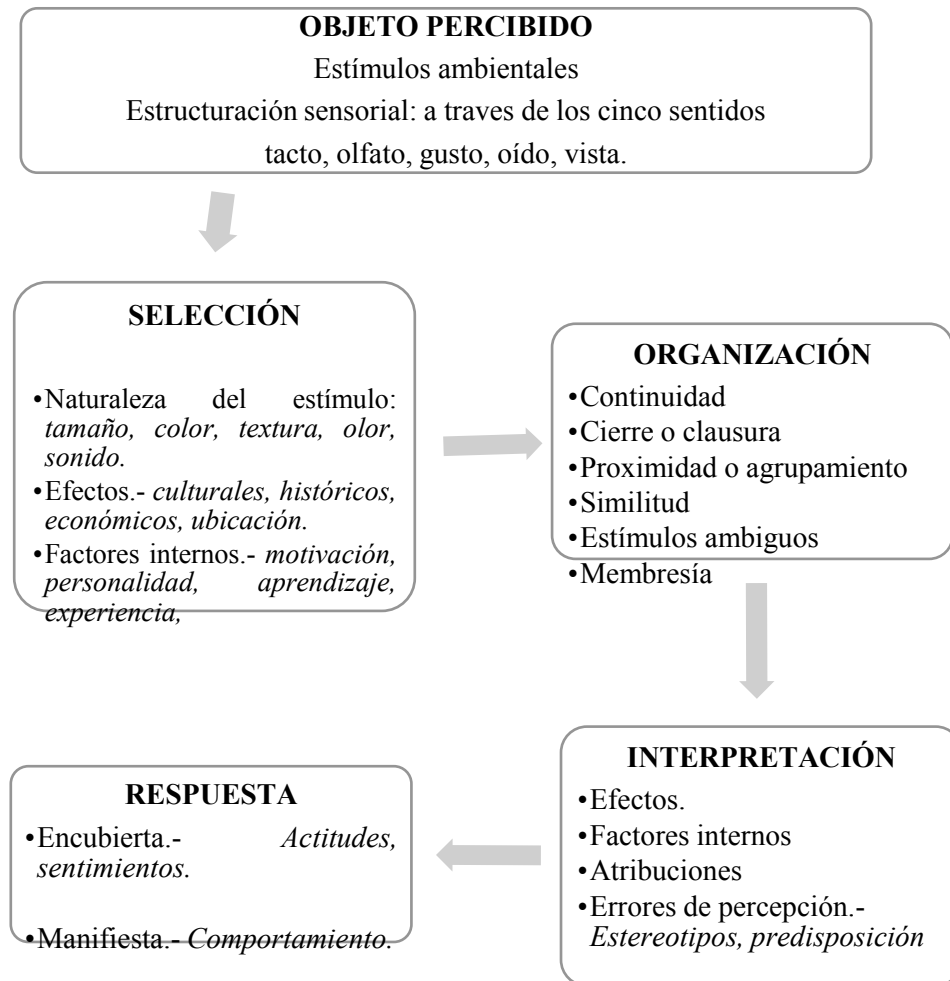 OBJETO PERCIBIDO
Estímulos ambientales
Estructuración sensorial: a traves de los cinco sentidos
tacto, olfato, gusto, oído, vista.
SELECCIÓN
•Naturaleza del estímulo:
tamaño, color, textura, olor,
sonido.
•Efectos.- culturales, históricos,
económicos, ubicación.
•Factores internos.- motivación,
personalidad, aprendizaje,
experiencia,
ORGANIZACIÓN
•Continuidad
•Cierre o clausura
•Proximidad o agrupamiento
•Similitud
•Estímulos ambiguos
•Membresía
INTERPRETACIÓN
•Efectos.
•Factores internos
•Atribuciones
•Errores de percepción.-
Estereotipos, predisposición
RESPUESTA
•Encubierta.- Actitudes,
sentimientos.
•Manifiesta.- Comportamiento.